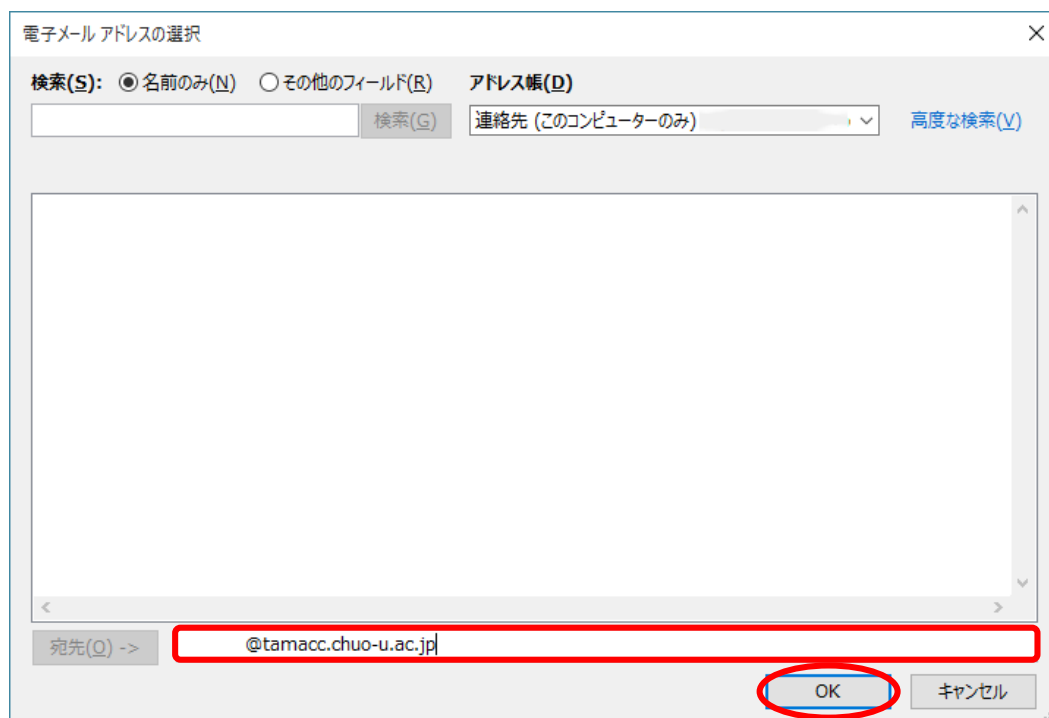 電子メール アドレスの選択
検索(S): 名前のみ(N) その他のフィールド(R) アドレス帳(D)
検索(G) 連絡先 (このコンピューターのみ) 高度な検索(V)
宛先(O) -> @tamacc.chuo-u.ac.jp
OK キャンセル